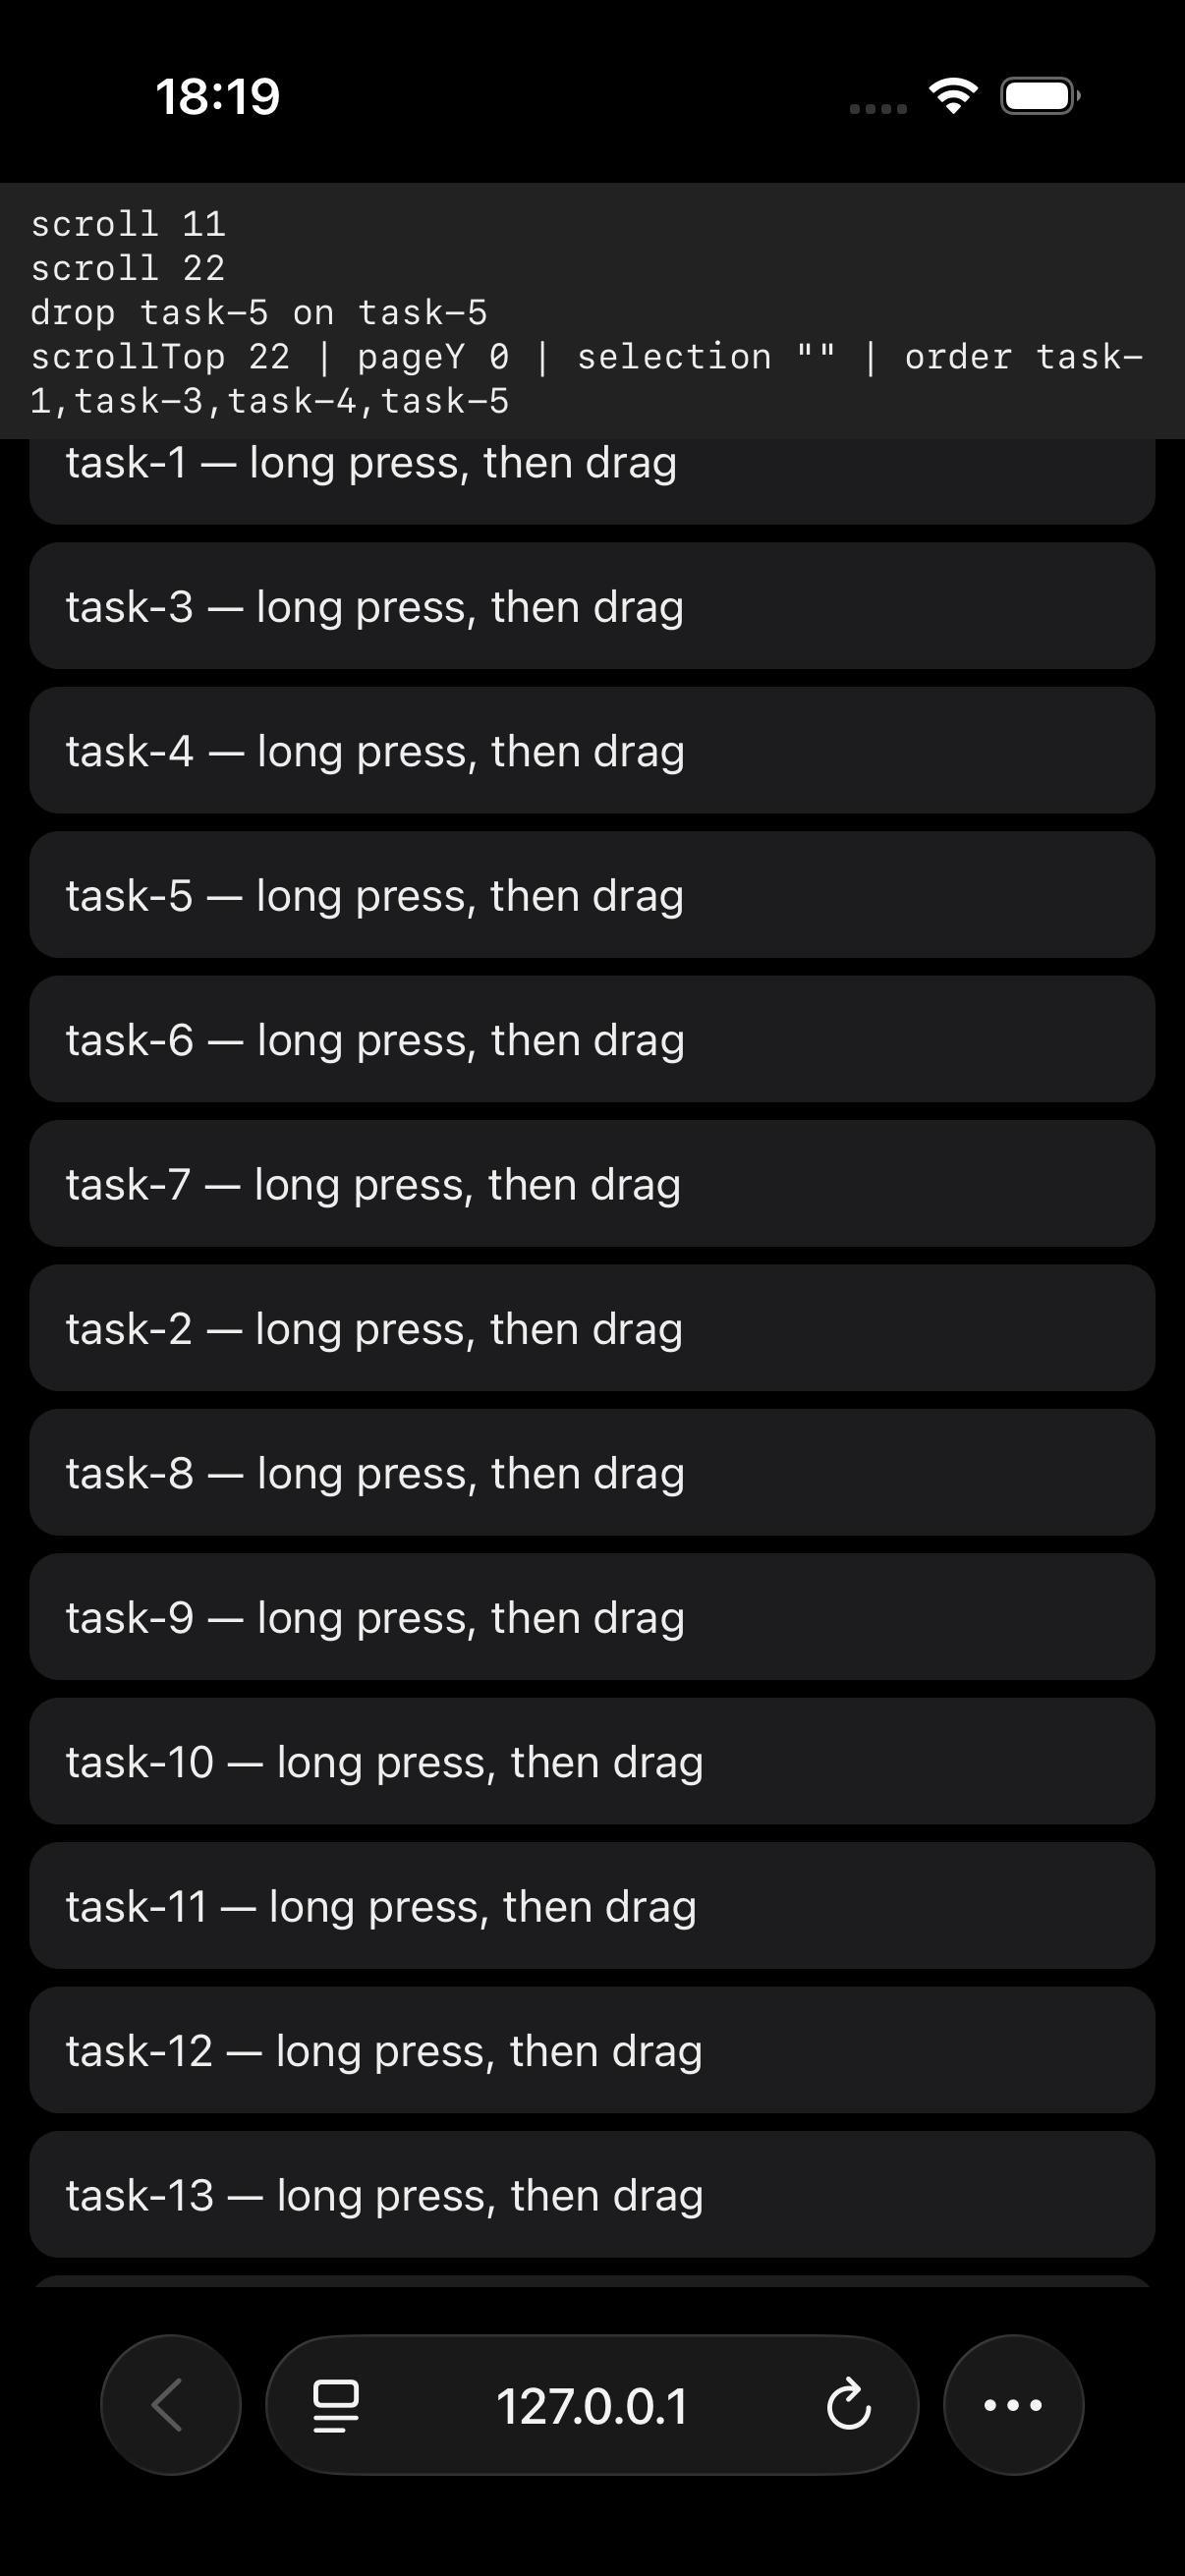 18:19
scroll 11
scroll 22
drop task-5 on task-5
scrollTop 22 | pageY 0 | selection "" | order task-
1,task-3,task-4,task-5
task-1 — long press, then drag
task-3 — long press, then drag
task-4 — long press, then drag
task-5 — long press, then drag
task-6 — long press, then drag
task-7 — long press, then drag
task-2 — long press, then drag
task-8 — long press, then drag
task-9 — long press, then drag
task-10 — long press, then drag
task-11 — long press, then drag
task-12 — long press, then drag
task-13 — long press, then drag
127.0.0.1